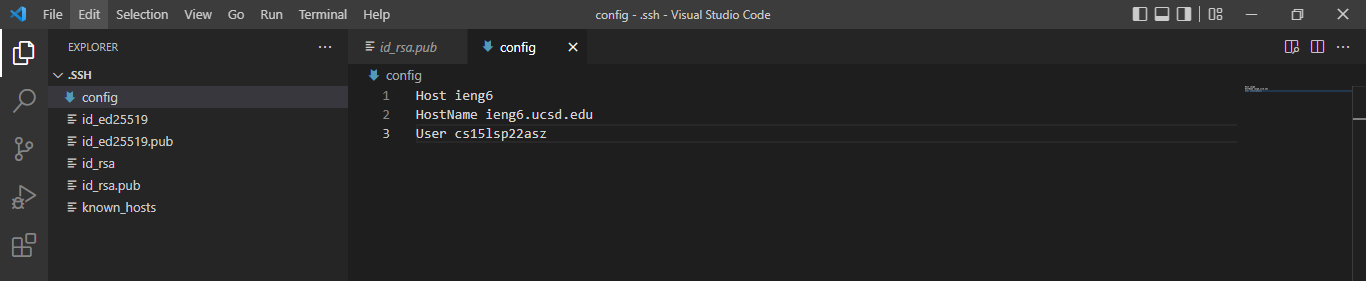 File Edit Selection View Go Run Terminal Help config - .ssh - Visual Studio Code
EXPLORER
.SSH
config
id_ed25519
id_ed25519.pub
id_rsa
id_rsa.pub
known_hosts
id_rsa.pub config
config
1 Host ieng6
2 HostName ieng6.ucsd.edu
3 User cs15lsp22asz